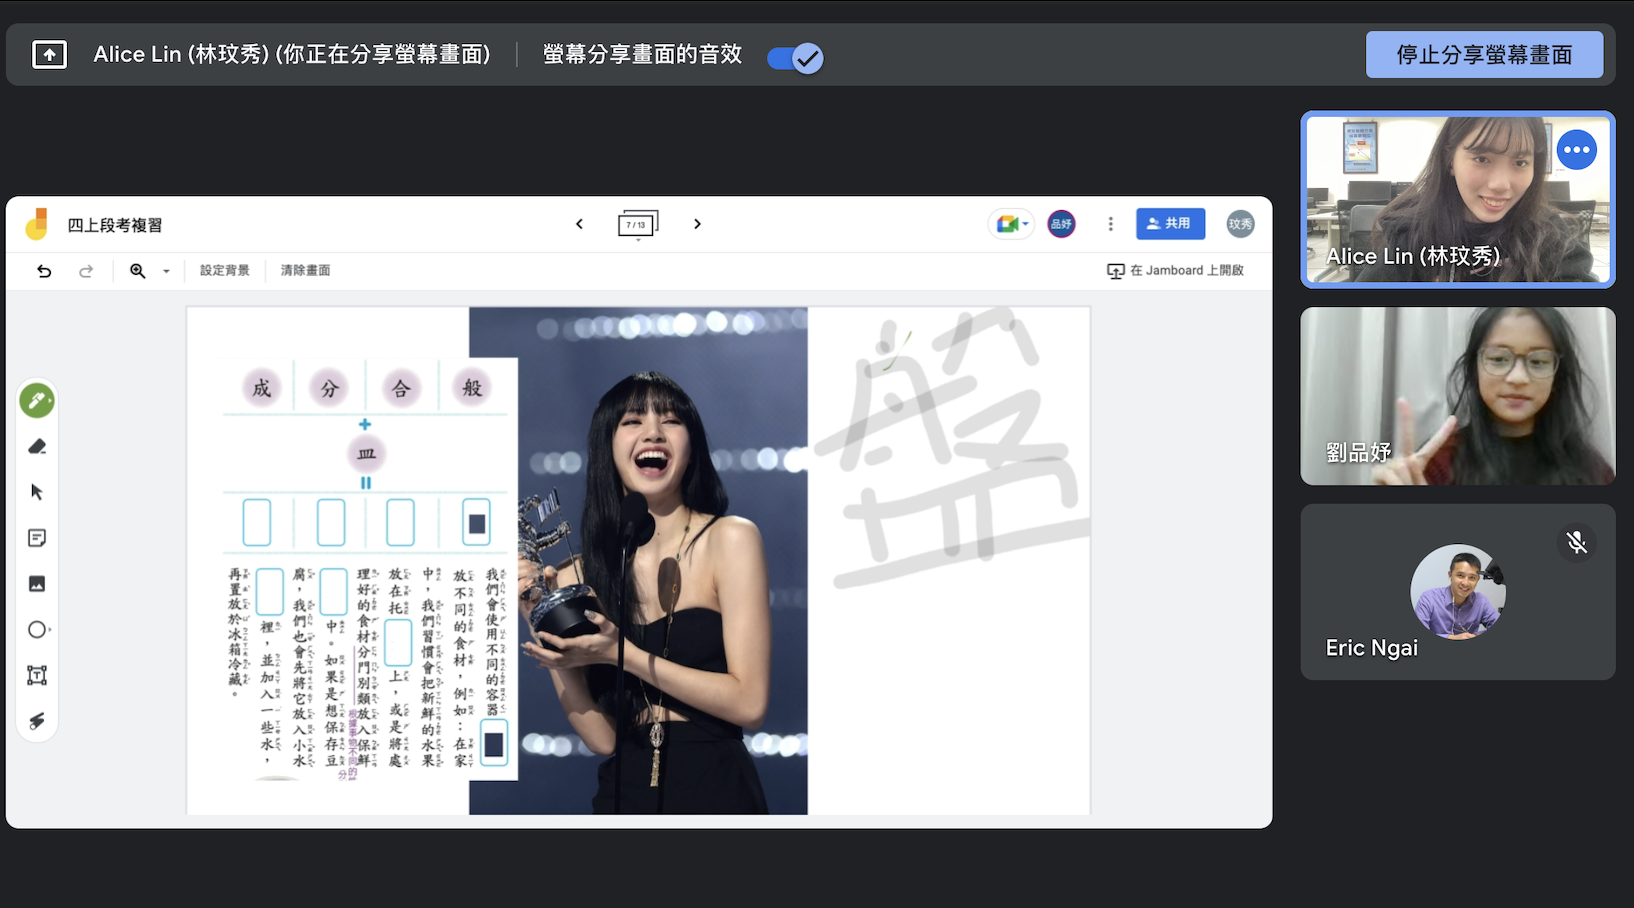 Alice Lin (林玟秀) (你正在分享螢幕畫面)
螢幕分享畫面的音效
停止分享螢幕畫面
四上段考複習
7 / 13
品妤
共用
玟秀
設定背景
清除畫面
在 Jamboard 上開啟
成 分 合 般
+
皿
我們會使用不同的容器
放不同的食材，例如：在家
中，我們習慣會把新鮮的水果
放在托
上，或是將處
理好的食材分門別類放入保鮮
根據事物不同的
分
中。如果是想保存豆
腐，我們也會先將它放入小水
裡，並加入一些水，
再置放於冰箱冷藏。
盤
Alice Lin (林玟秀)
劉品妤
Eric Ngai